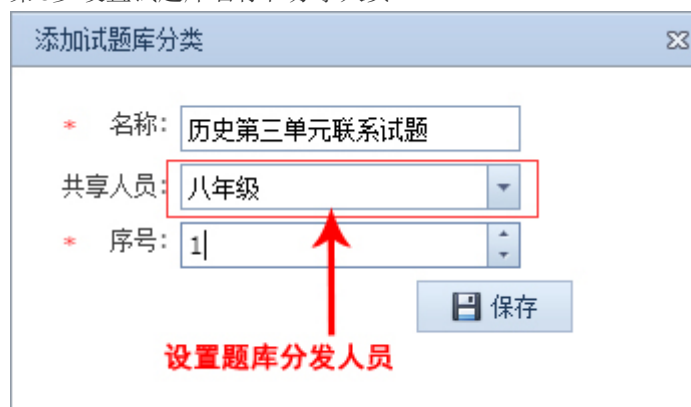 添加试题库分类
* 名称: 历史第三单元联系试题
共享人员: 八年级
* 序号: 1
保存
设置题库分发人员